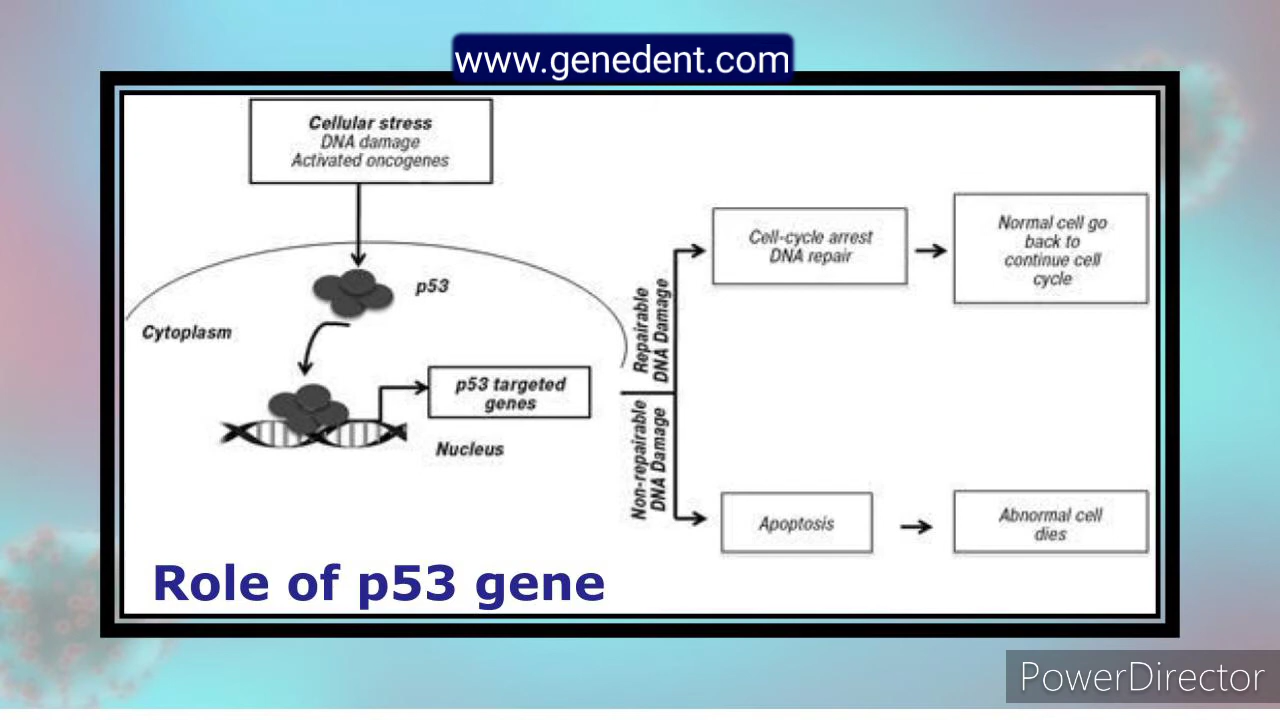 www.genedent.com
Cellular stress
DNA damage
Activated oncogenes
p53
Cytoplasm
p53 targeted
genes
Nucleus
Repairable
DNA Damage
Non-repairable
DNA Damage
Cell-cycle arrest
DNA repair
Normal cell go
back to
continue cell
cycle
Apoptosis
Abnormal cell
dies
Role of p53 gene
PowerDirector